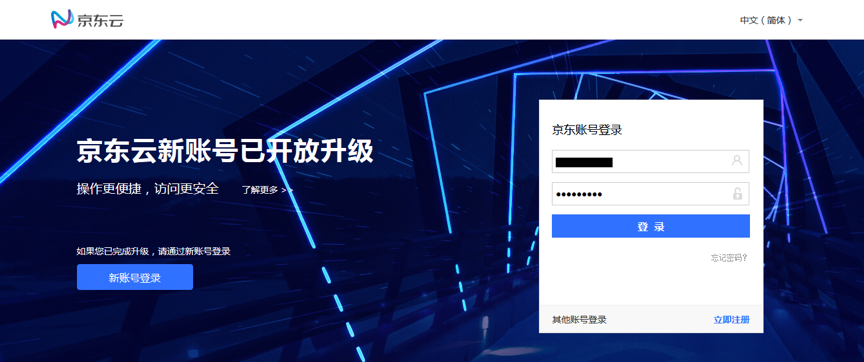 京东云
中文（简体）
京东云新账号已开放升级
操作更便捷，访问更安全 了解更多 >>
如果您已完成升级，请通过新账号登录
新账号登录
京东账号登录
•••••••••
登 录
忘记密码?
其他账号登录 立即注册